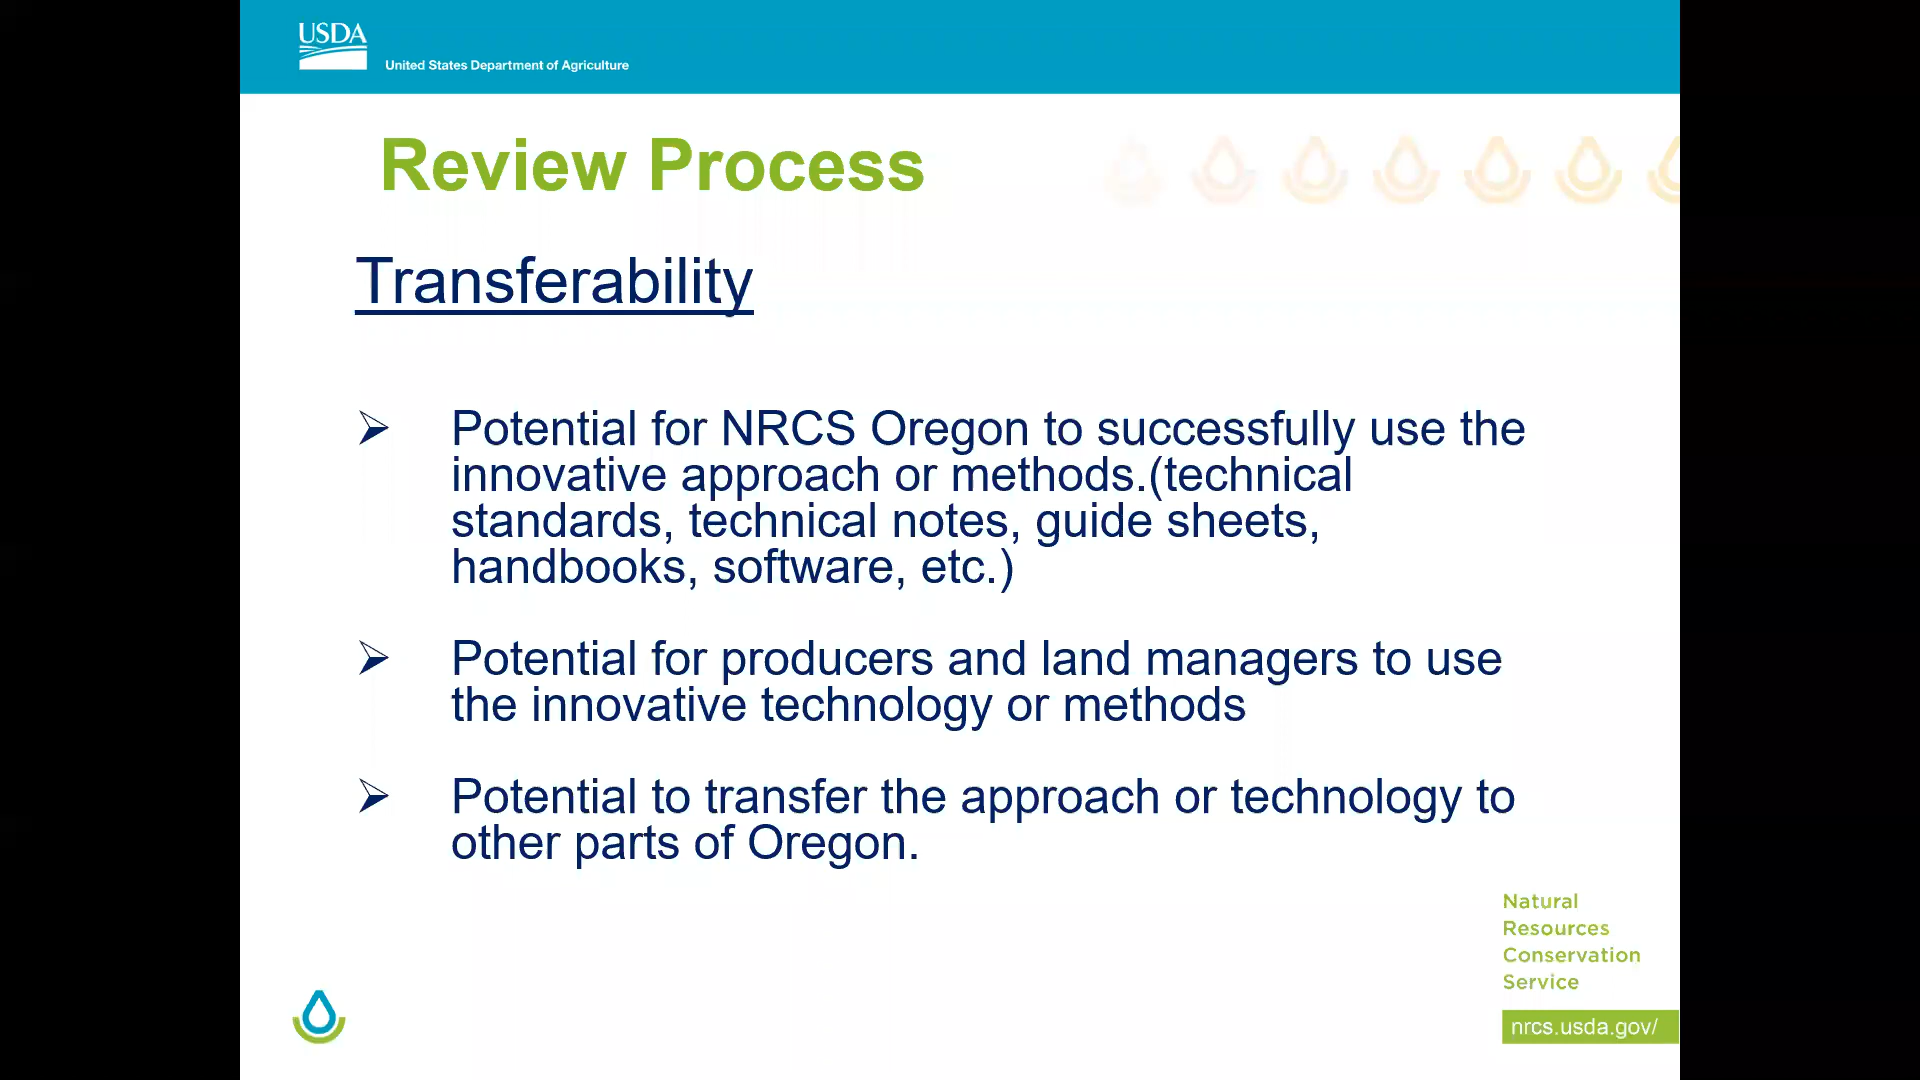 USDA
United States Department of Agriculture
Review Process
Transferability
➢ Potential for NRCS Oregon to successfully use the
innovative approach or methods.(technical
standards, technical notes, guide sheets,
handbooks, software, etc.)
➢ Potential for producers and land managers to use
the innovative technology or methods
➢ Potential to transfer the approach or technology to
other parts of Oregon.
Natural
Resources
Conservation
Service
nrcs.usda.gov/